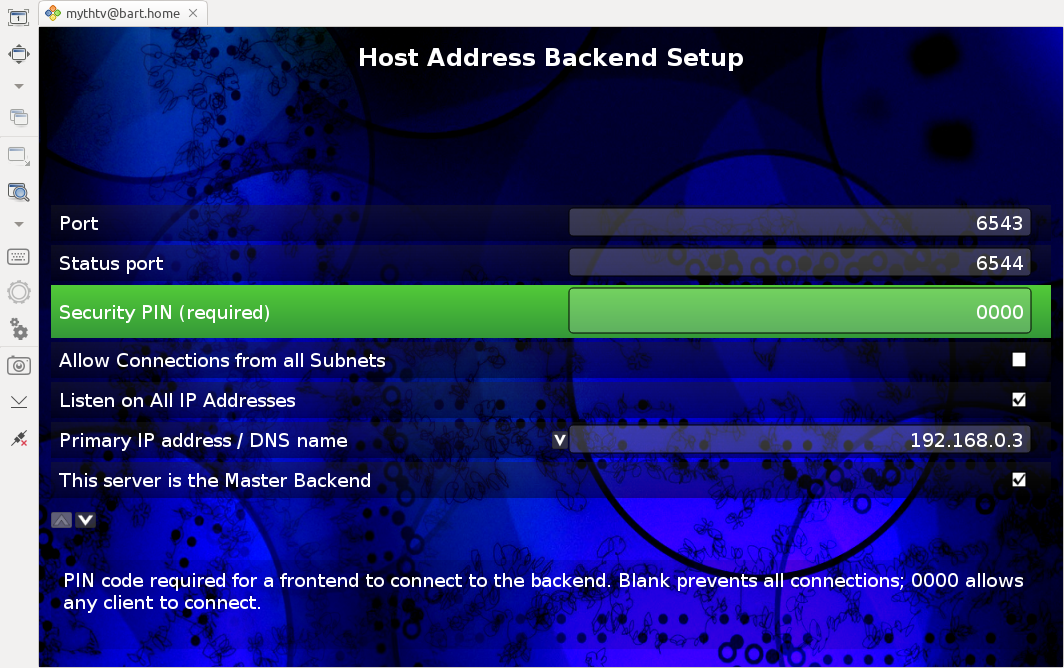 mythtv@bart.home
Host Address Backend Setup
Port 6543
Status port 6544
Security PIN (required) 0000
Allow Connections from all Subnets
Listen on All IP Addresses
Primary IP address / DNS name 192.168.0.3
This server is the Master Backend
PIN code required for a frontend to connect to the backend. Blank prevents all connections; 0000 allows
any client to connect.